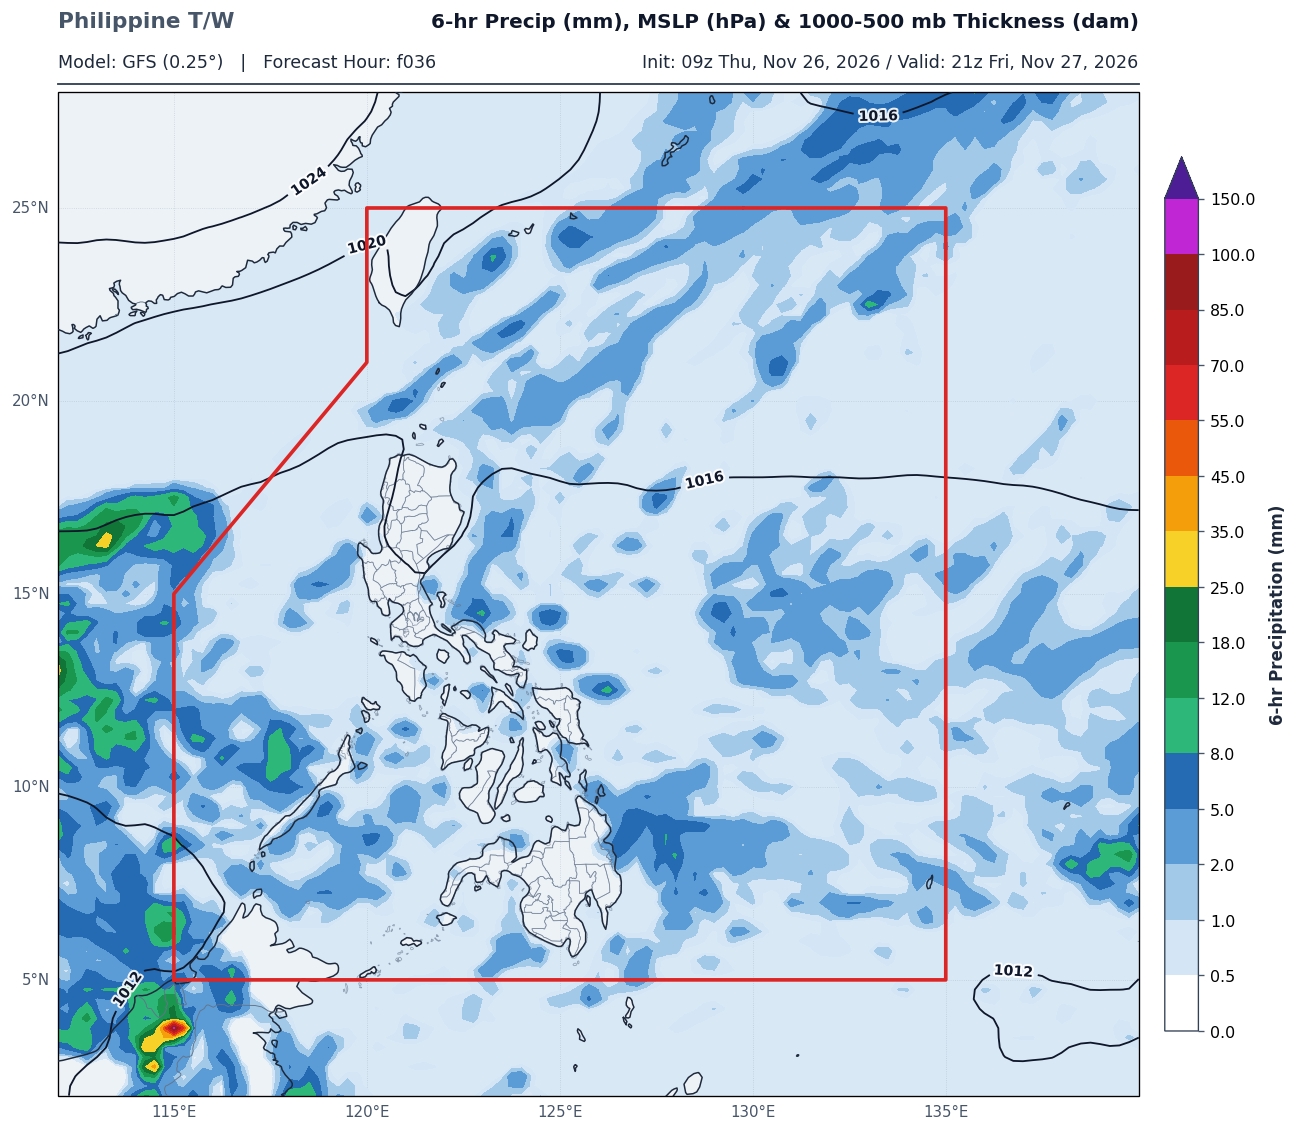 Philippine T/W
6-hr Precip (mm), MSLP (hPa) & 1000-500 mb Thickness (dam)
Model: GFS (0.25°) | Forecast Hour: f036
Init: 09z Thu, Nov 26, 2026 / Valid: 21z Fri, Nov 27, 2026
1016
1024
1020
1016
1012
1012
25°N
20°N
15°N
10°N
5°N
115°E
120°E
125°E
130°E
135°E
150.0
100.0
85.0
70.0
55.0
45.0
35.0
25.0
18.0
12.0
8.0
5.0
2.0
1.0
0.5
0.0
6-hr Precipitation (mm)